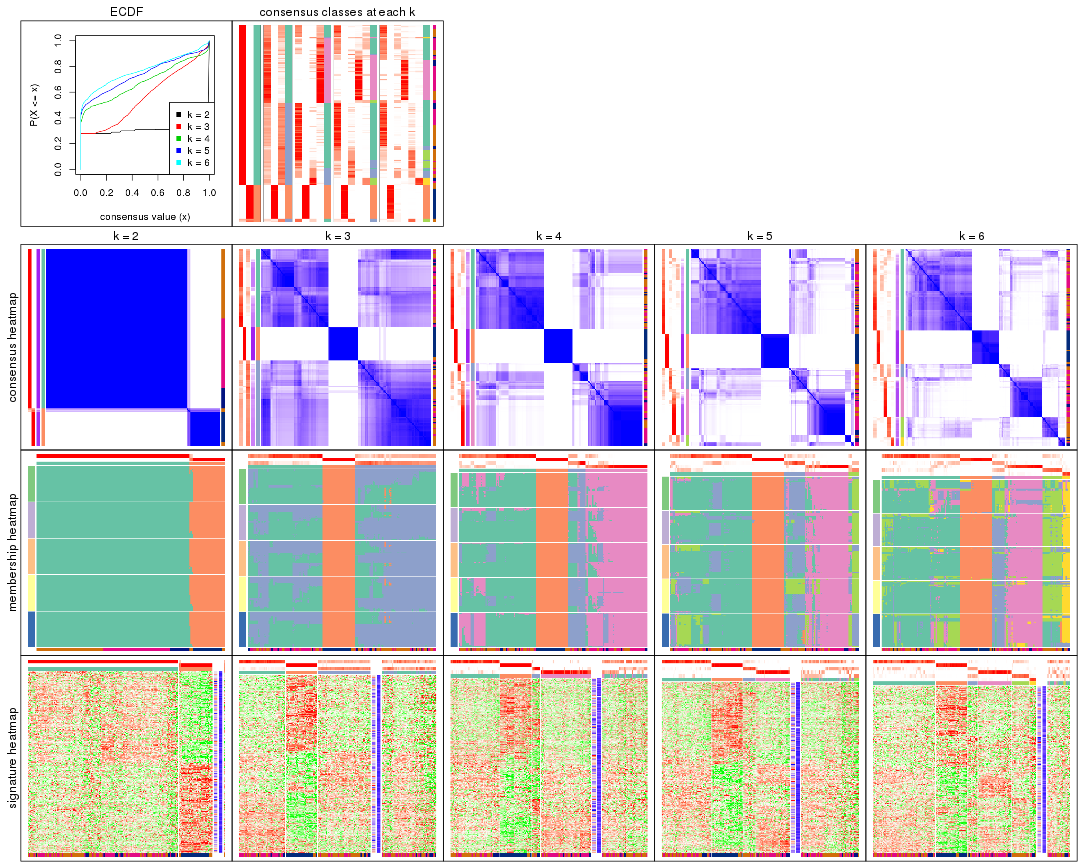 ECDF
consensus classes at each k
P(X <= x)
0.0 0.2 0.4 0.6 0.8 1.0
k = 2
k = 3
k = 4
k = 5
k = 6
0.0 0.2 0.4 0.6 0.8 1.0
consensus value (x)
k = 2 k = 3 k = 4 k = 5 k = 6
consensus heatmap
membership heatmap
signature heatmap